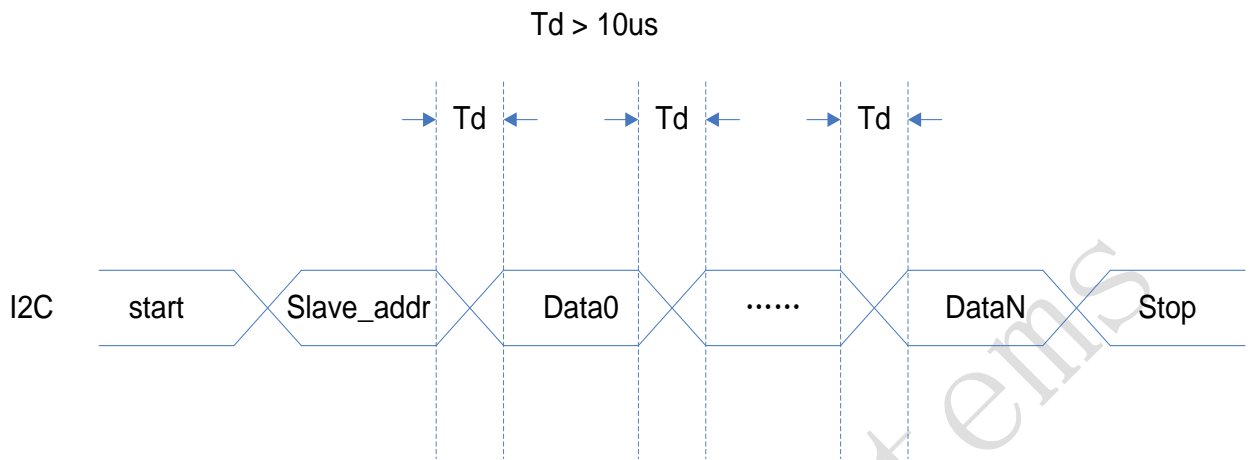 Td > 10us
Td Td Td
I2C start Slave_addr Data0 ...... DataN Stop